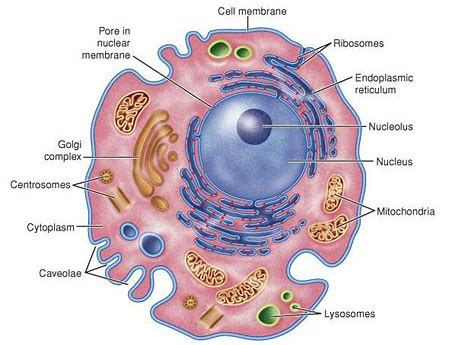 Cell membrane
Pore in
nuclear
membrane
Ribosomes
Endoplasmic
reticulum
Nucleolus
Golgi
complex
Nucleus
Centrosomes
Mitochondria
Cytoplasm
Caveolae
Lysosomes